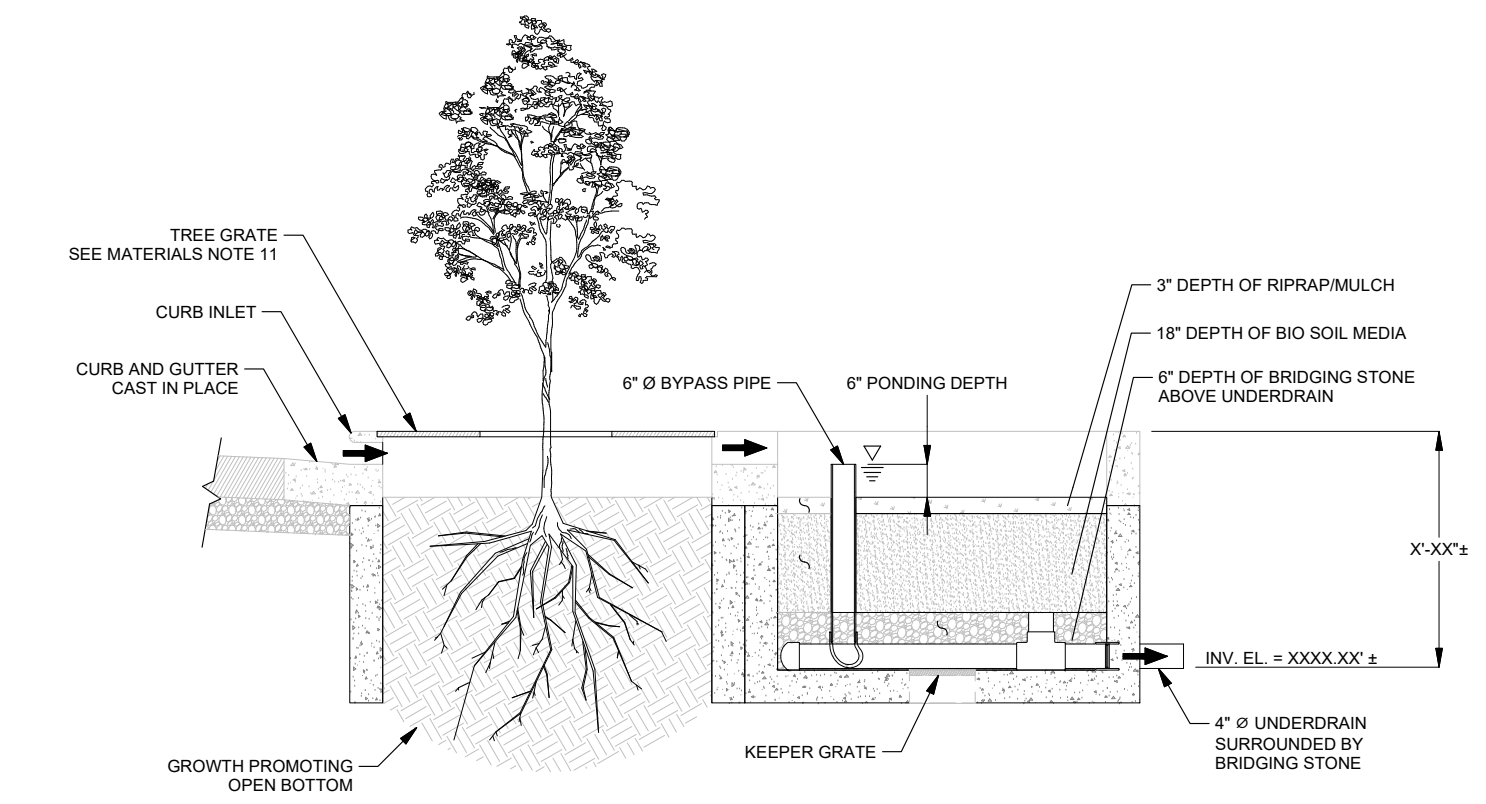 TREE GRATE
SEE MATERIALS NOTE 11
CURB INLET
CURB AND GUTTER
CAST IN PLACE
6" Ø BYPASS PIPE
6" PONDING DEPTH
3" DEPTH OF RIPRAP/MULCH
18" DEPTH OF BIO SOIL MEDIA
6" DEPTH OF BRIDGING STONE
ABOVE UNDERDRAIN
X'-XX"±
INV. EL. = XXXX.XX' ±
4" Ø UNDERDRAIN
SURROUNDED BY
BRIDGING STONE
KEEPER GRATE
GROWTH PROMOTING
OPEN BOTTOM